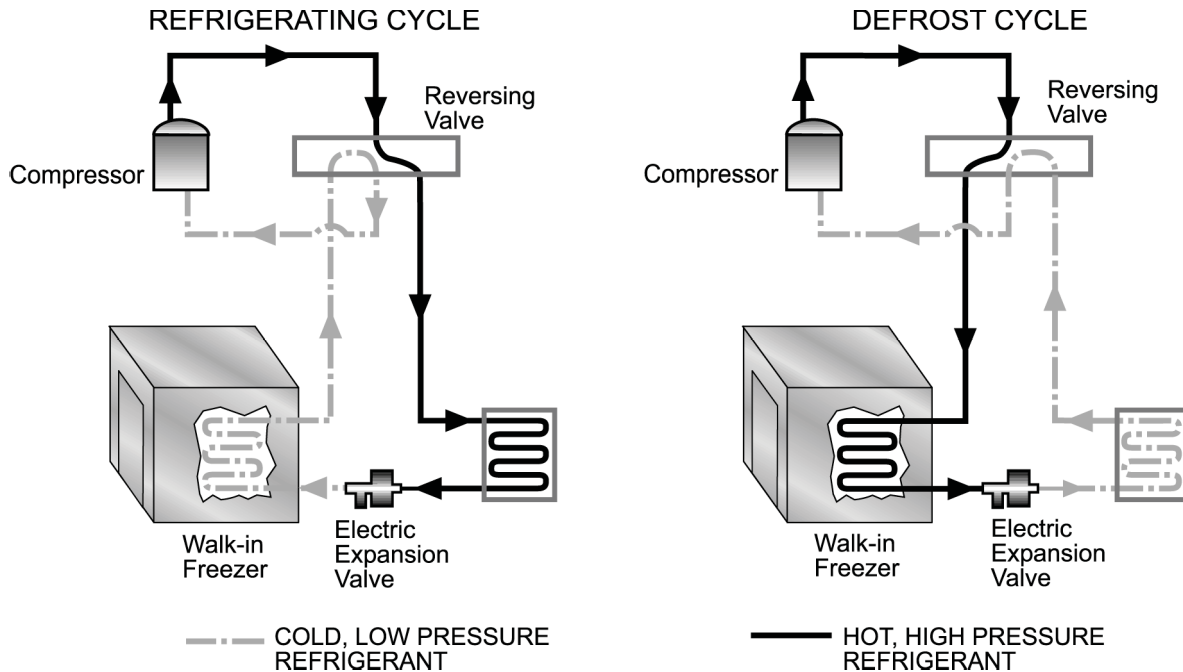 REFRIGERATING CYCLE
Reversing
Valve
Compressor
Walk-in
Freezer
Electric
Expansion
Valve
DEFROST CYCLE
Reversing
Valve
Compressor
Walk-in
Freezer
Electric
Expansion
Valve
COLD, LOW PRESSURE
REFRIGERANT
HOT, HIGH PRESSURE
REFRIGERANT